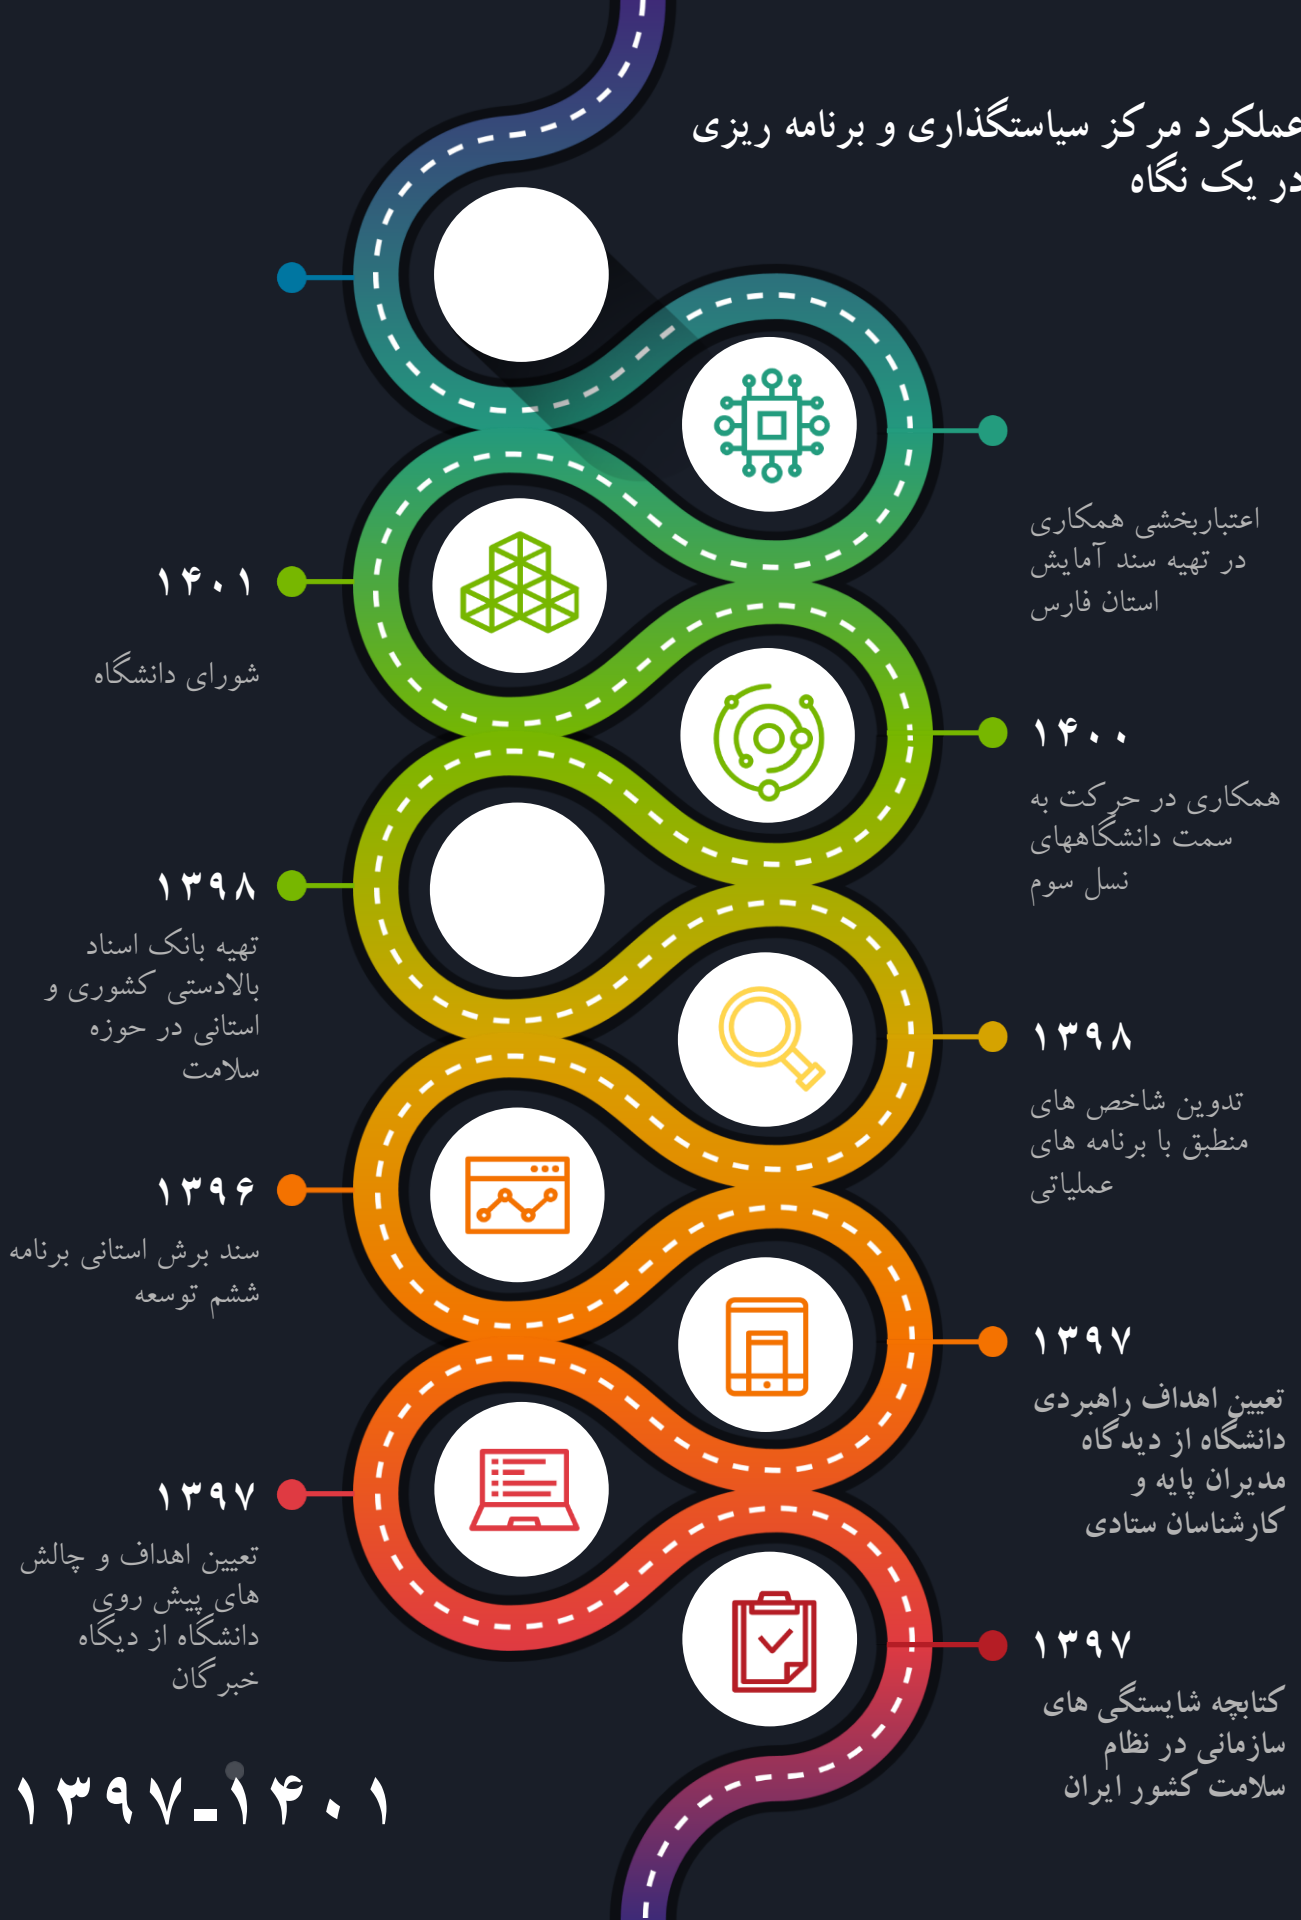 عملکرد مرکز سیاستگذاری و برنامه ریزی
در یک نگاه
اعتباربخشی همکاری
در تهیه سند آمایش
استان فارس
۱۴۰۱
شورای دانشگاه
۱۴۰۰
همکاری در حرکت به
سمت دانشگاههای
نسل سوم
۱۳۹۸
تهیه بانک اسناد
بالادستی کشوری و
استانی در حوزه
سلامت
۱۳۹۸
تدوین شاخص های
منطبق با برنامه های
عملیاتی
۱۳۹۶
سند برش استانی برنامه
ششم توسعه
۱۳۹۷
تعیین اهداف راهبردی
دانشگاه از دیدگاه
مدیران پایه و
کارشناسان ستادی
۱۳۹۷
تعیین اهداف و چالش
های پیش روی
دانشگاه از دیگاه
خبرگان
۱۳۹۷
کتابچه شایستگی های
سازمانی در نظام
سلامت کشور ایران
۱۳۹۷-۱۴۰۱